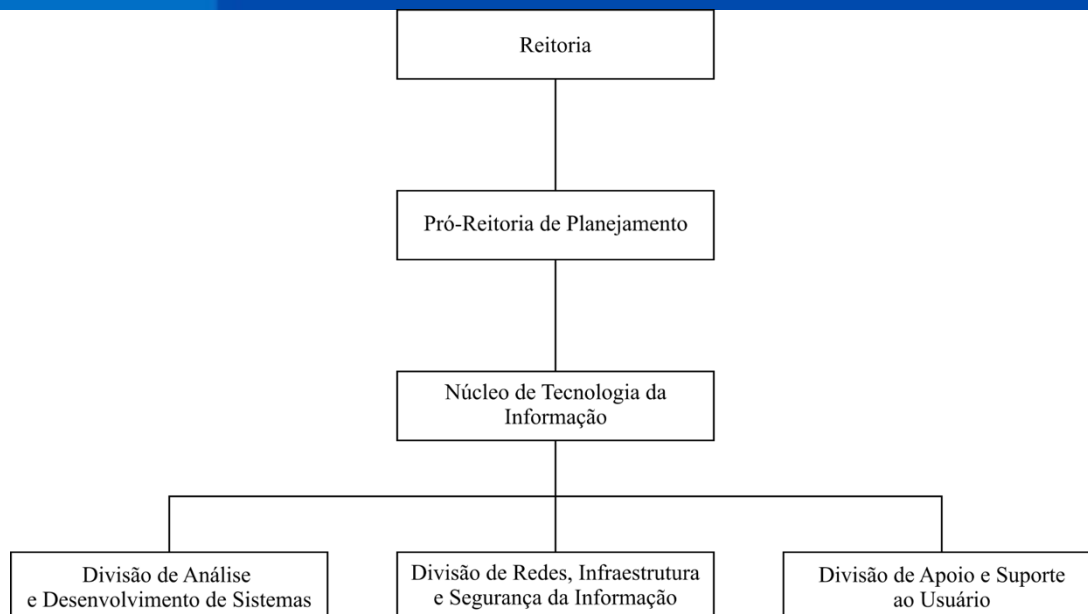 Reitoria
Pró-Reitoria de Planejamento
Núcleo de Tecnologia da
Informação
Divisão de Análise
e Desenvolvimento de Sistemas
Divisão de Redes, Infraestrutura
e Segurança da Informação
Divisão de Apoio e Suporte
ao Usuário